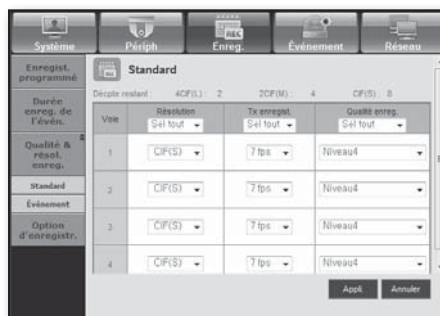 REC
Système Périph Enreg. Événement Réseau
Enregist. programmé
Durée enreg. de l'évén.
Qualité & résol. enreg.
Standard
Événement
Option d'enregistr.
Standard
Décpte restant : 4CIF(L) : 2 2CIF(M) : 4 CIF(S) : 8
Voie Résolution Tx enregist. Qualité enreg.
Sél tout Sél tout Sél tout
1 CIF(S) 7 fps Niveau4
2 CIF(S) 7 fps Niveau4
3 CIF(S) 7 fps Niveau4
4 CIF(S) 7 fps Niveau4
Appli Annuler